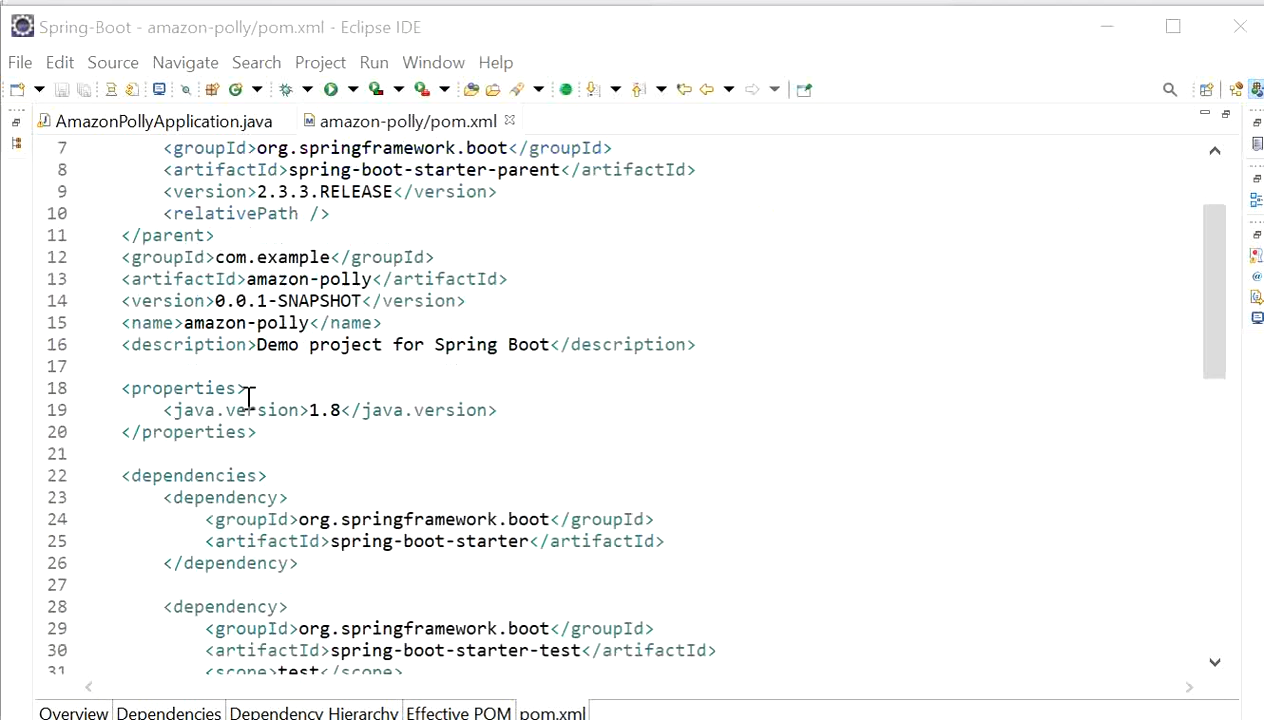 Spring-Boot - amazon-polly/pom.xml - Eclipse IDE
File Edit Source Navigate Search Project Run Window Help
AmazonPollyApplication.java amazon-polly/pom.xml
7 <groupId>org.springframework.boot</groupId>
8 <artifactId>spring-boot-starter-parent</artifactId>
9 <version>2.3.3.RELEASE</version>
10 <relativePath />
11 </parent>
12 <groupId>com.example</groupId>
13 <artifactId>amazon-polly</artifactId>
14 <version>0.0.1-SNAPSHOT</version>
15 <name>amazon-polly</name>
16 <description>Demo project for Spring Boot</description>
17
18 <properties>
19 <java.version>1.8</java.version>
20 </properties>
21
22 <dependencies>
23 <dependency>
24 <groupId>org.springframework.boot</groupId>
25 <artifactId>spring-boot-starter</artifactId>
26 </dependency>
27
28 <dependency>
29 <groupId>org.springframework.boot</groupId>
30 <artifactId>spring-boot-starter-test</artifactId>
31 <scope>test</scope>
Overview Dependencies Dependency Hierarchy Effective POM pom.xml